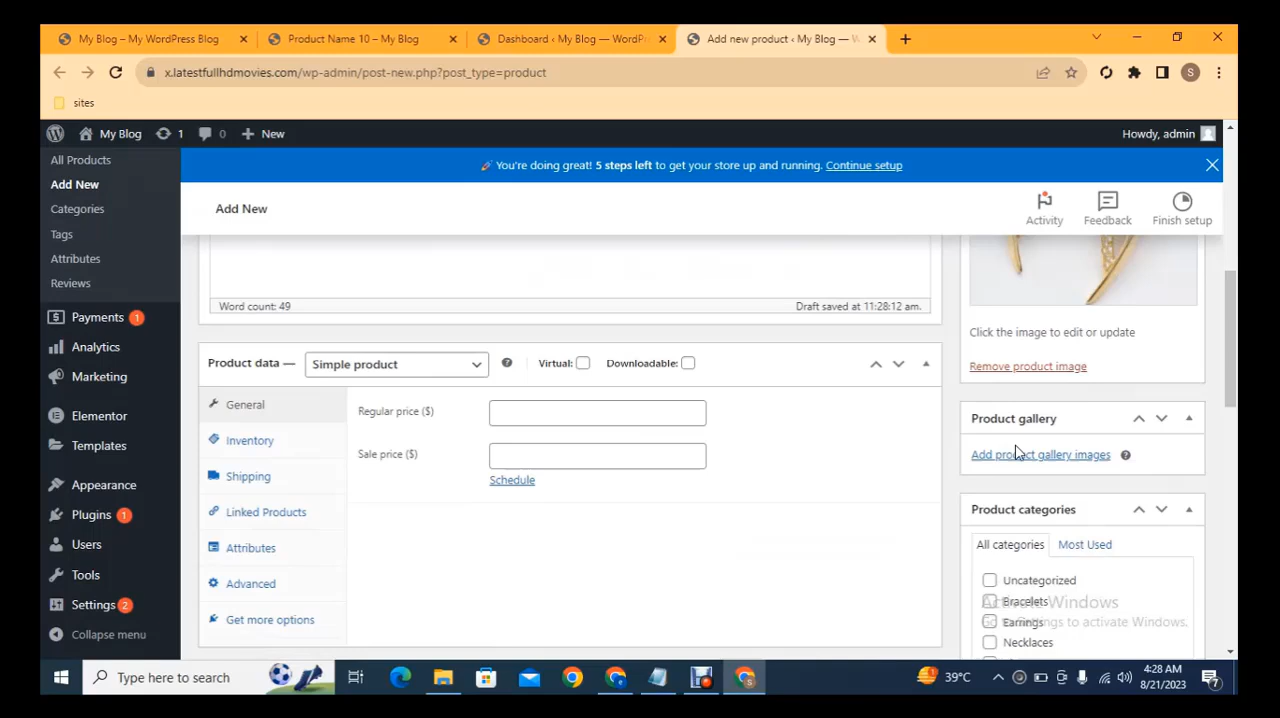 My Blog – My WordPress Blog
Product Name 10 – My Blog
Dashboard ‹ My Blog — WordPr
Add new product ‹ My Blog — W
x.latestfullhdmovies.com/wp-admin/post-new.php?post_type=product
S
sites
My Blog
1
0
New
Howdy, admin
All Products
Add New
Categories
Tags
Attributes
Reviews
Payments 1
Analytics
Marketing
Elementor
Templates
Appearance
Plugins 1
Users
Tools
Settings 2
Collapse menu
You're doing great! 5 steps left to get your store up and running. Continue setup
Add New
Activity
Feedback
Finish setup
Word count: 49
Draft saved at 11:28:12 am.
Product data —
Simple product
Virtual:
Downloadable:
General
Inventory
Shipping
Linked Products
Attributes
Advanced
Get more options
Regular price ($)
Sale price ($)
Schedule
Click the image to edit or update
Remove product image
Product gallery
Add product gallery images
Product categories
All categories
Most Used
Uncategorized
Bracelets
Earrings
Necklaces
Activate Windows
Go to Settings to activate Windows.
Type here to search
39°C
4:28 AM
8/21/2023
7